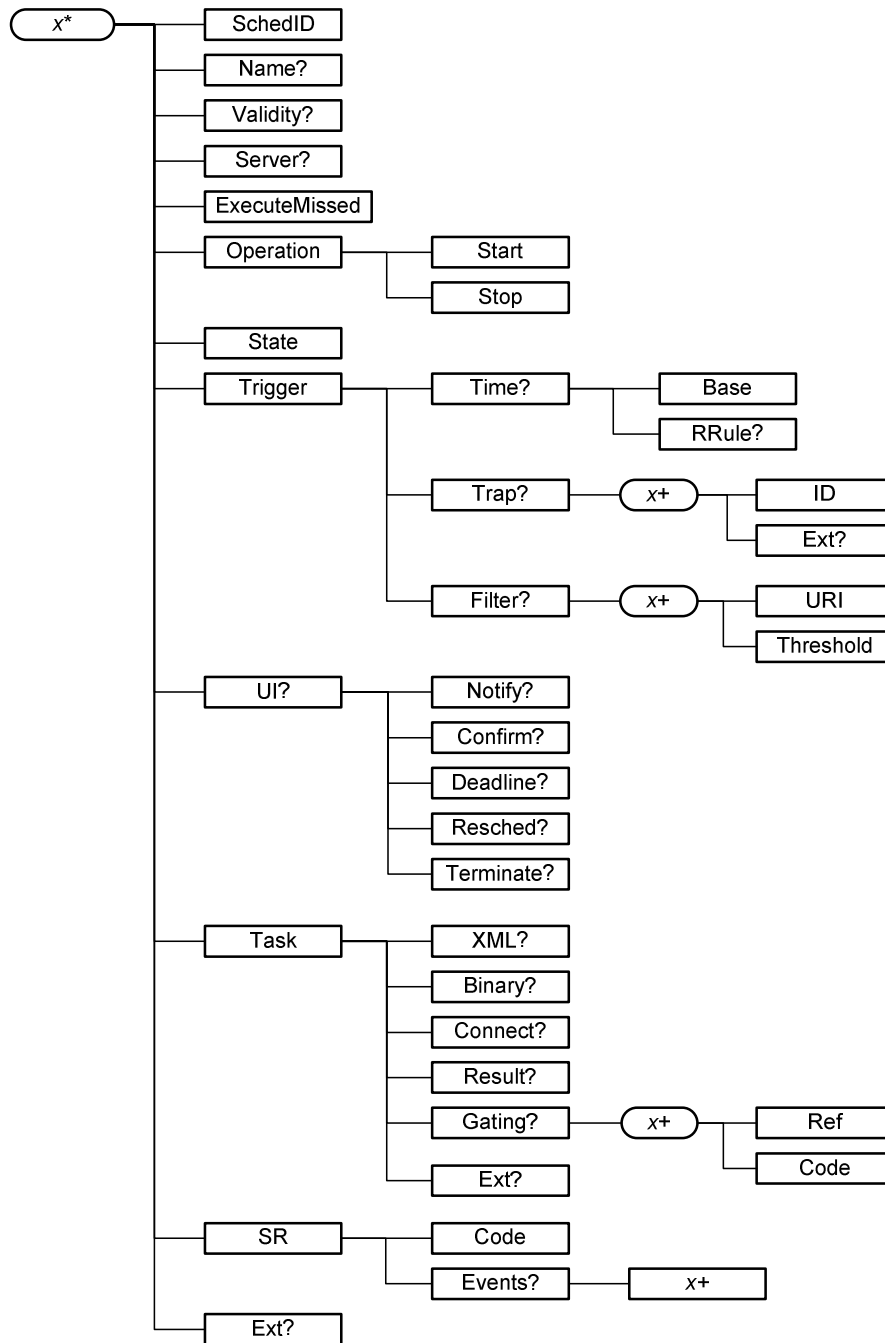 x*
SchedID
Name?
Validity?
Server?
ExecuteMissed
Operation
Start
Stop
State
Trigger
Time?
Base
RRule?
Trap?
x+
ID
Ext?
Filter?
x+
URI
Threshold
UI?
Notify?
Confirm?
Deadline?
Resched?
Terminate?
Task
XML?
Binary?
Connect?
Result?
Gating?
x+
Ref
Code
Ext?
SR
Code
Events?
x+
Ext?